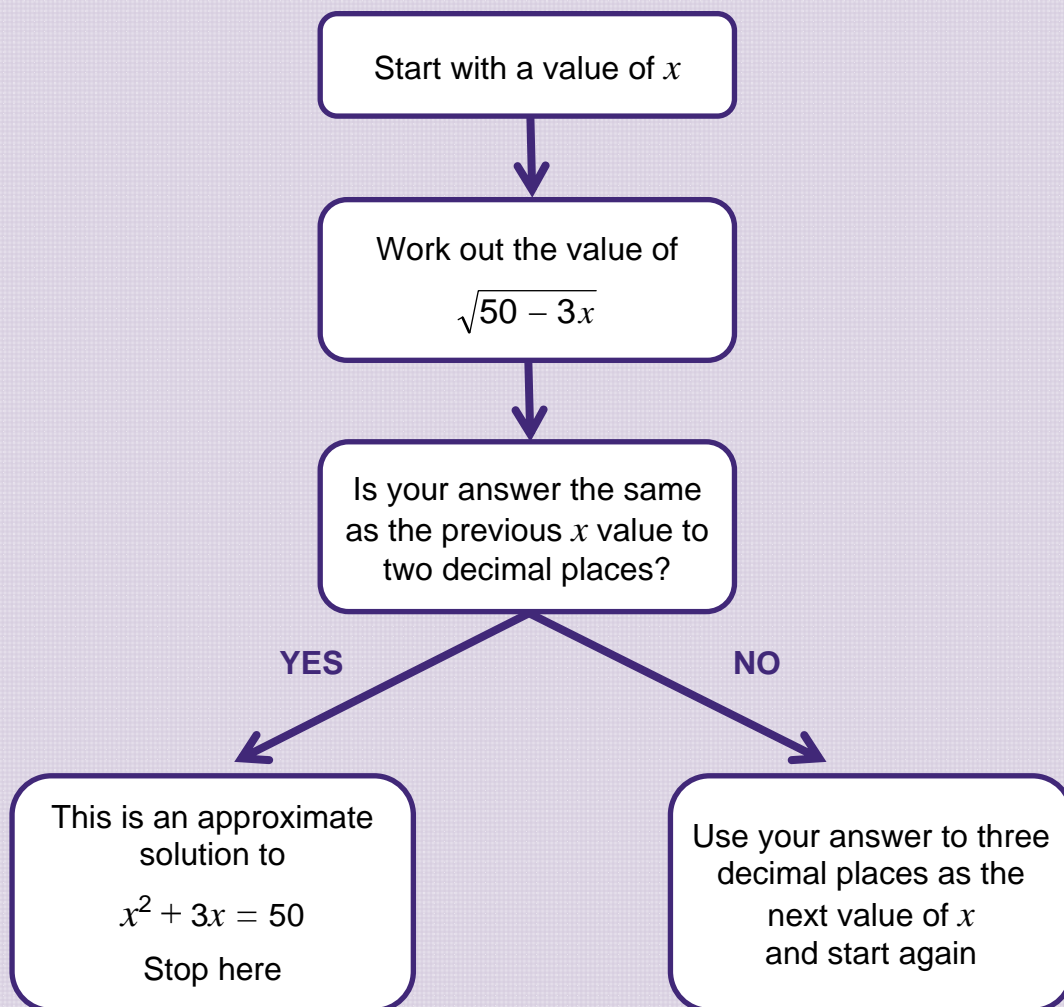 Start with a value of x
Work out the value of
√50 – 3x
Is your answer the same
as the previous x value to
two decimal places?
YES
NO
This is an approximate
solution to
x² + 3x = 50
Stop here
Use your answer to three
decimal places as the
next value of x
and start again